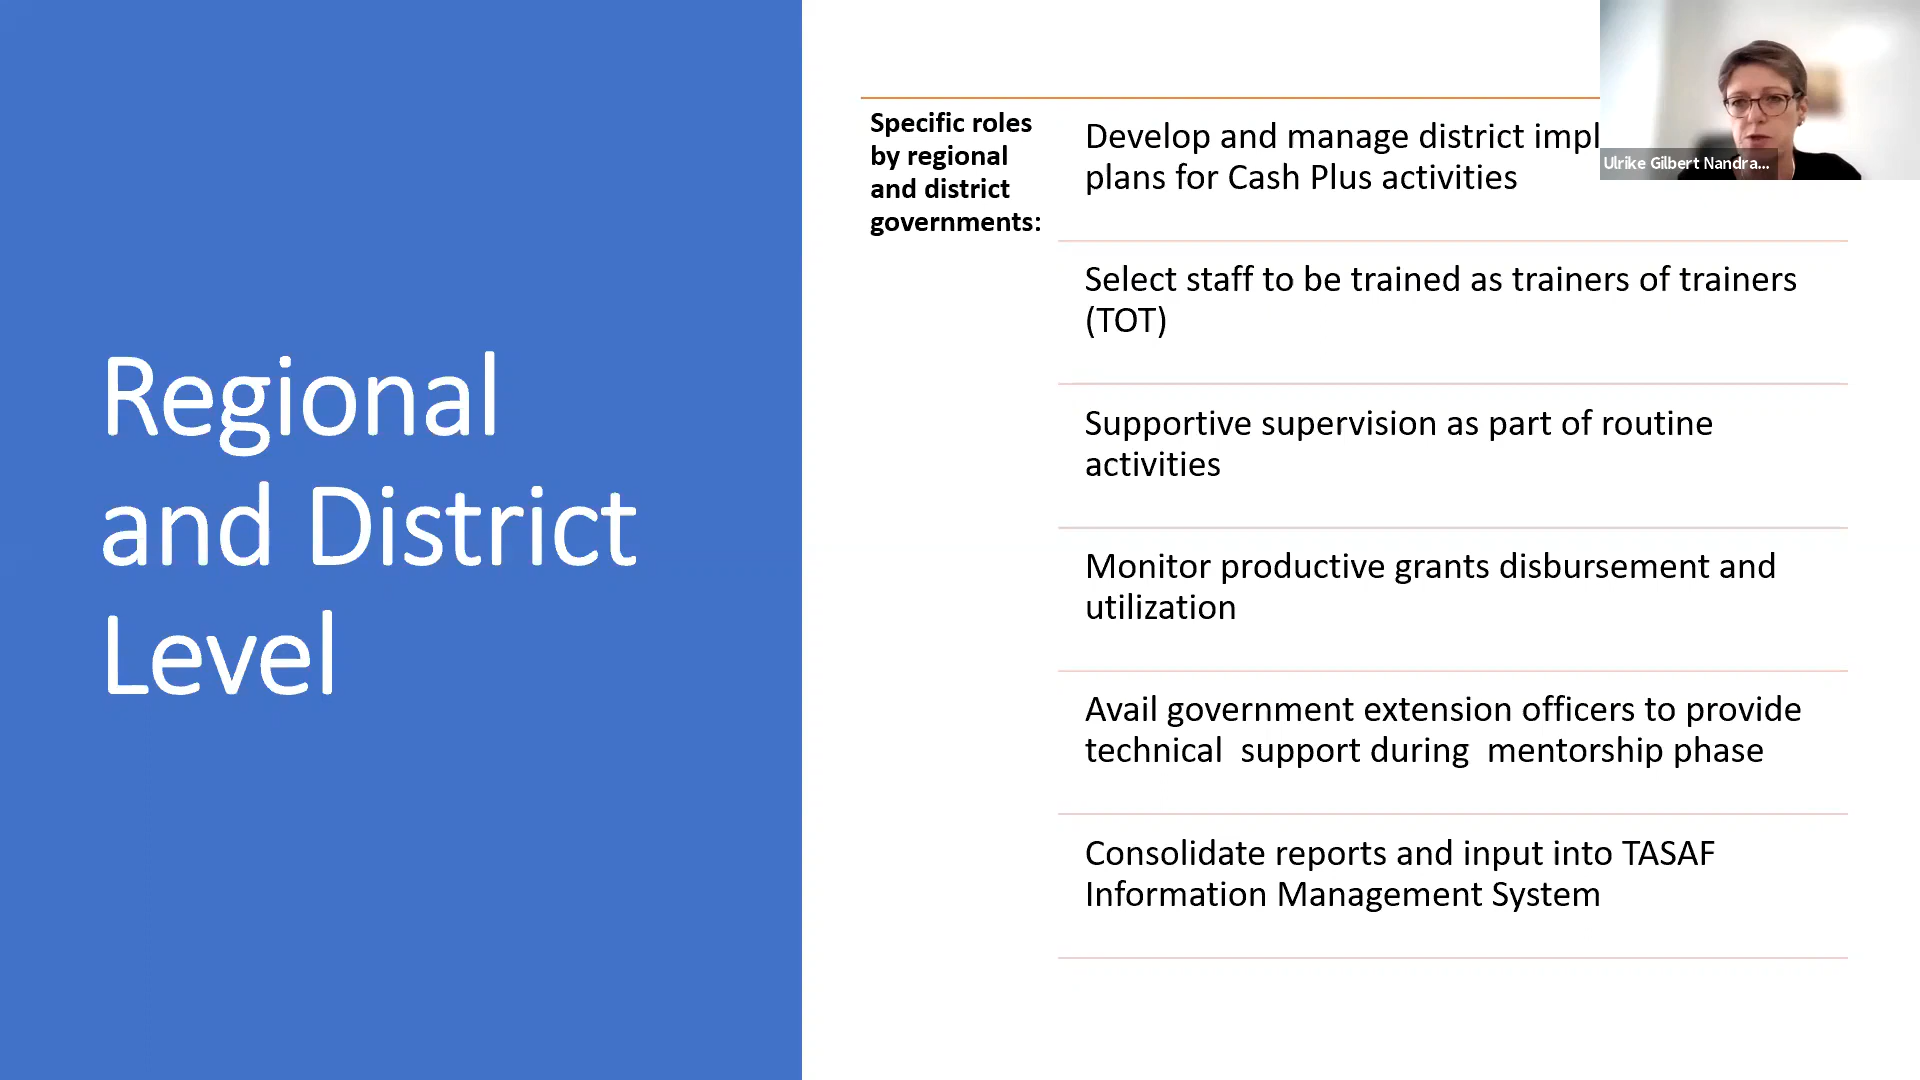 Regional
and District
Level
Specific roles
by regional
and district
governments:
Develop and manage district impl
plans for Cash Plus activities
Select staff to be trained as trainers of trainers
(TOT)
Supportive supervision as part of routine
activities
Monitor productive grants disbursement and
utilization
Avail government extension officers to provide
technical  support during  mentorship phase
Consolidate reports and input into TASAF
Information Management System
Ulrike Gilbert Nandra...